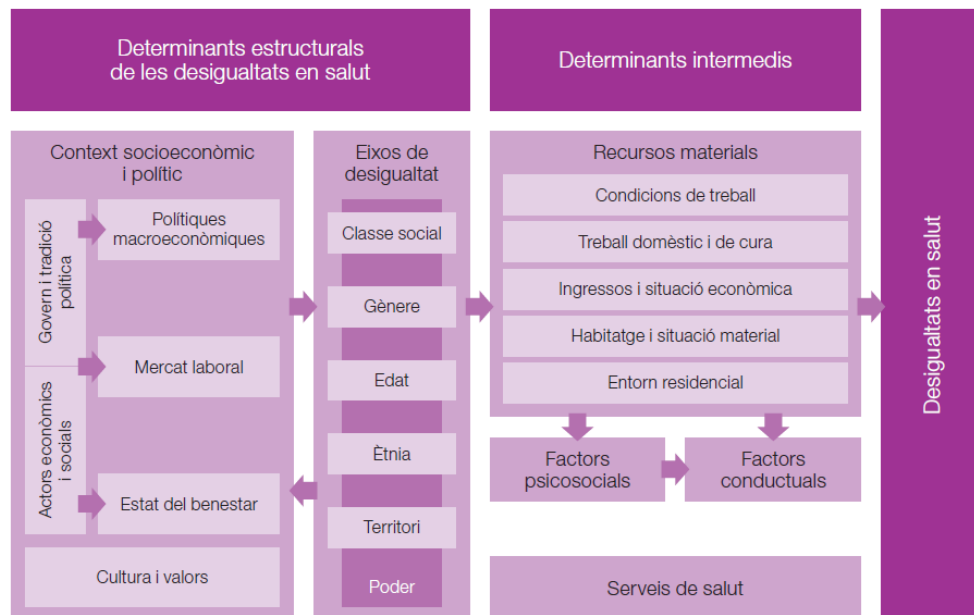 Determinants estructurals
de les desigualtats en salut
Determinants intermedis
Desigualtats en salut
Context socioeconòmic
i polític
Govern i tradició
política
Actors econòmics
i socials
Polítiques
macroeconòmiques
Mercat laboral
Estat del benestar
Cultura i valors
Eixos de
desigualtat
Classe social
Gènere
Edat
Ètnia
Territori
Poder
Recursos materials
Condicions de treball
Treball domèstic i de cura
Ingressos i situació econòmica
Habitatge i situació material
Entorn residencial
Factors
psicosocials
Factors
conductuals
Serveis de salut